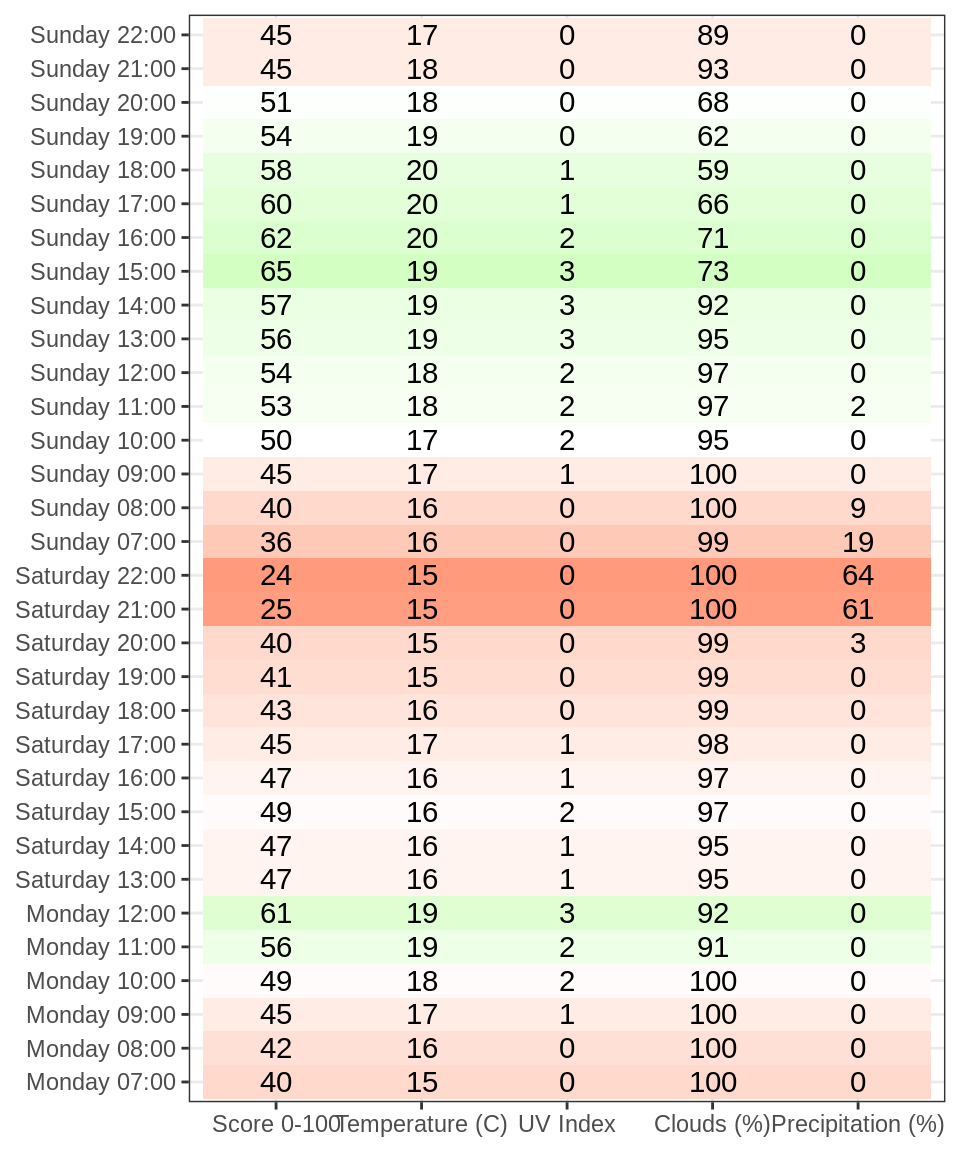 Sunday 22:00 45 17 0 89 0
Sunday 21:00 45 18 0 93 0
Sunday 20:00 51 18 0 68 0
Sunday 19:00 54 19 0 62 0
Sunday 18:00 58 20 1 59 0
Sunday 17:00 60 20 1 66 0
Sunday 16:00 62 20 2 71 0
Sunday 15:00 65 19 3 73 0
Sunday 14:00 57 19 3 92 0
Sunday 13:00 56 19 3 95 0
Sunday 12:00 54 18 2 97 0
Sunday 11:00 53 18 2 97 2
Sunday 10:00 50 17 2 95 0
Sunday 09:00 45 17 1 100 0
Sunday 08:00 40 16 0 100 9
Sunday 07:00 36 16 0 99 19
Saturday 22:00 24 15 0 100 64
Saturday 21:00 25 15 0 100 61
Saturday 20:00 40 15 0 99 3
Saturday 19:00 41 15 0 99 0
Saturday 18:00 43 16 0 99 0
Saturday 17:00 45 17 1 98 0
Saturday 16:00 47 16 1 97 0
Saturday 15:00 49 16 2 97 0
Saturday 14:00 47 16 1 95 0
Saturday 13:00 47 16 1 95 0
Monday 12:00 61 19 3 92 0
Monday 11:00 56 19 2 91 0
Monday 10:00 49 18 2 100 0
Monday 09:00 45 17 1 100 0
Monday 08:00 42 16 0 100 0
Monday 07:00 40 15 0 100 0
Score 0-100 Temperature (C) UV Index Clouds (%) Precipitation (%)